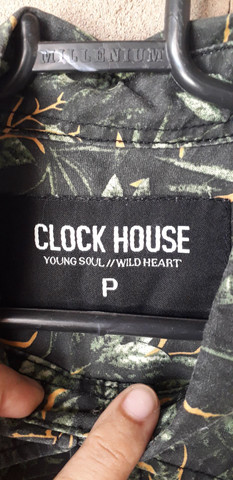 MILLENIUM
CLOCK HOUSE
YOUNG SOUL // WILD HEART
P